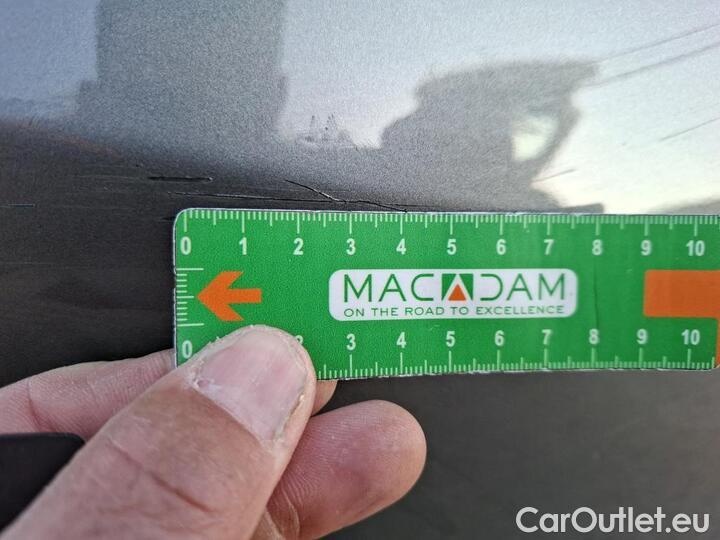 0 1 2 3 4 5 6 7 8 9 10
MACADAM
ON THE ROAD TO EXCELLENCE
0 2 3 4 5 6 7 8 9 10
CarOutlet.eu